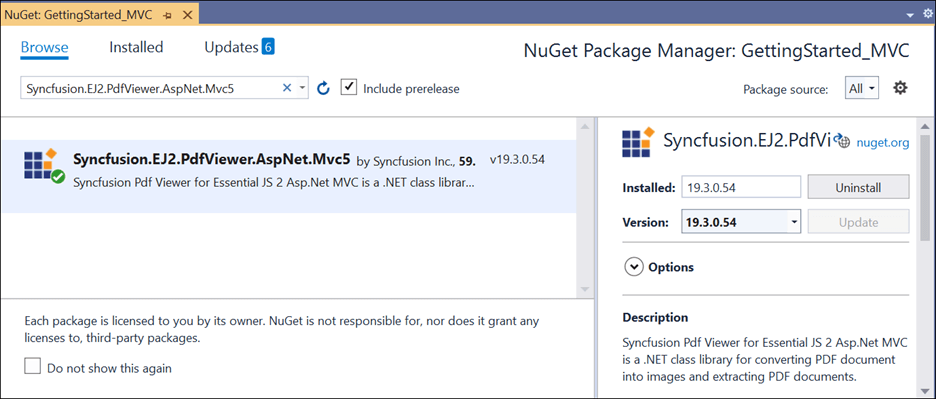 NuGet: GettingStarted_MVC
Browse Installed Updates 6
NuGet Package Manager: GettingStarted_MVC
Syncfusion.EJ2.PdfViewer.AspNet.Mvc5
Include prerelease
Package source: All
Syncfusion.EJ2.PdfViewer.AspNet.Mvc5 by Syncfusion Inc., 59. v19.3.0.54
Syncfusion Pdf Viewer for Essential JS 2 Asp.Net MVC is a .NET class librar...
Each package is licensed to you by its owner. NuGet is not responsible for, nor does it grant any
licenses to, third-party packages.
Do not show this again
Syncfusion.EJ2.PdfVi nuget.org
Installed: 19.3.0.54 Uninstall
Version: 19.3.0.54 Update
Options
Description
Syncfusion Pdf Viewer for Essential JS 2 Asp.Net MVC
is a .NET class library for converting PDF document
into images and extracting PDF documents.